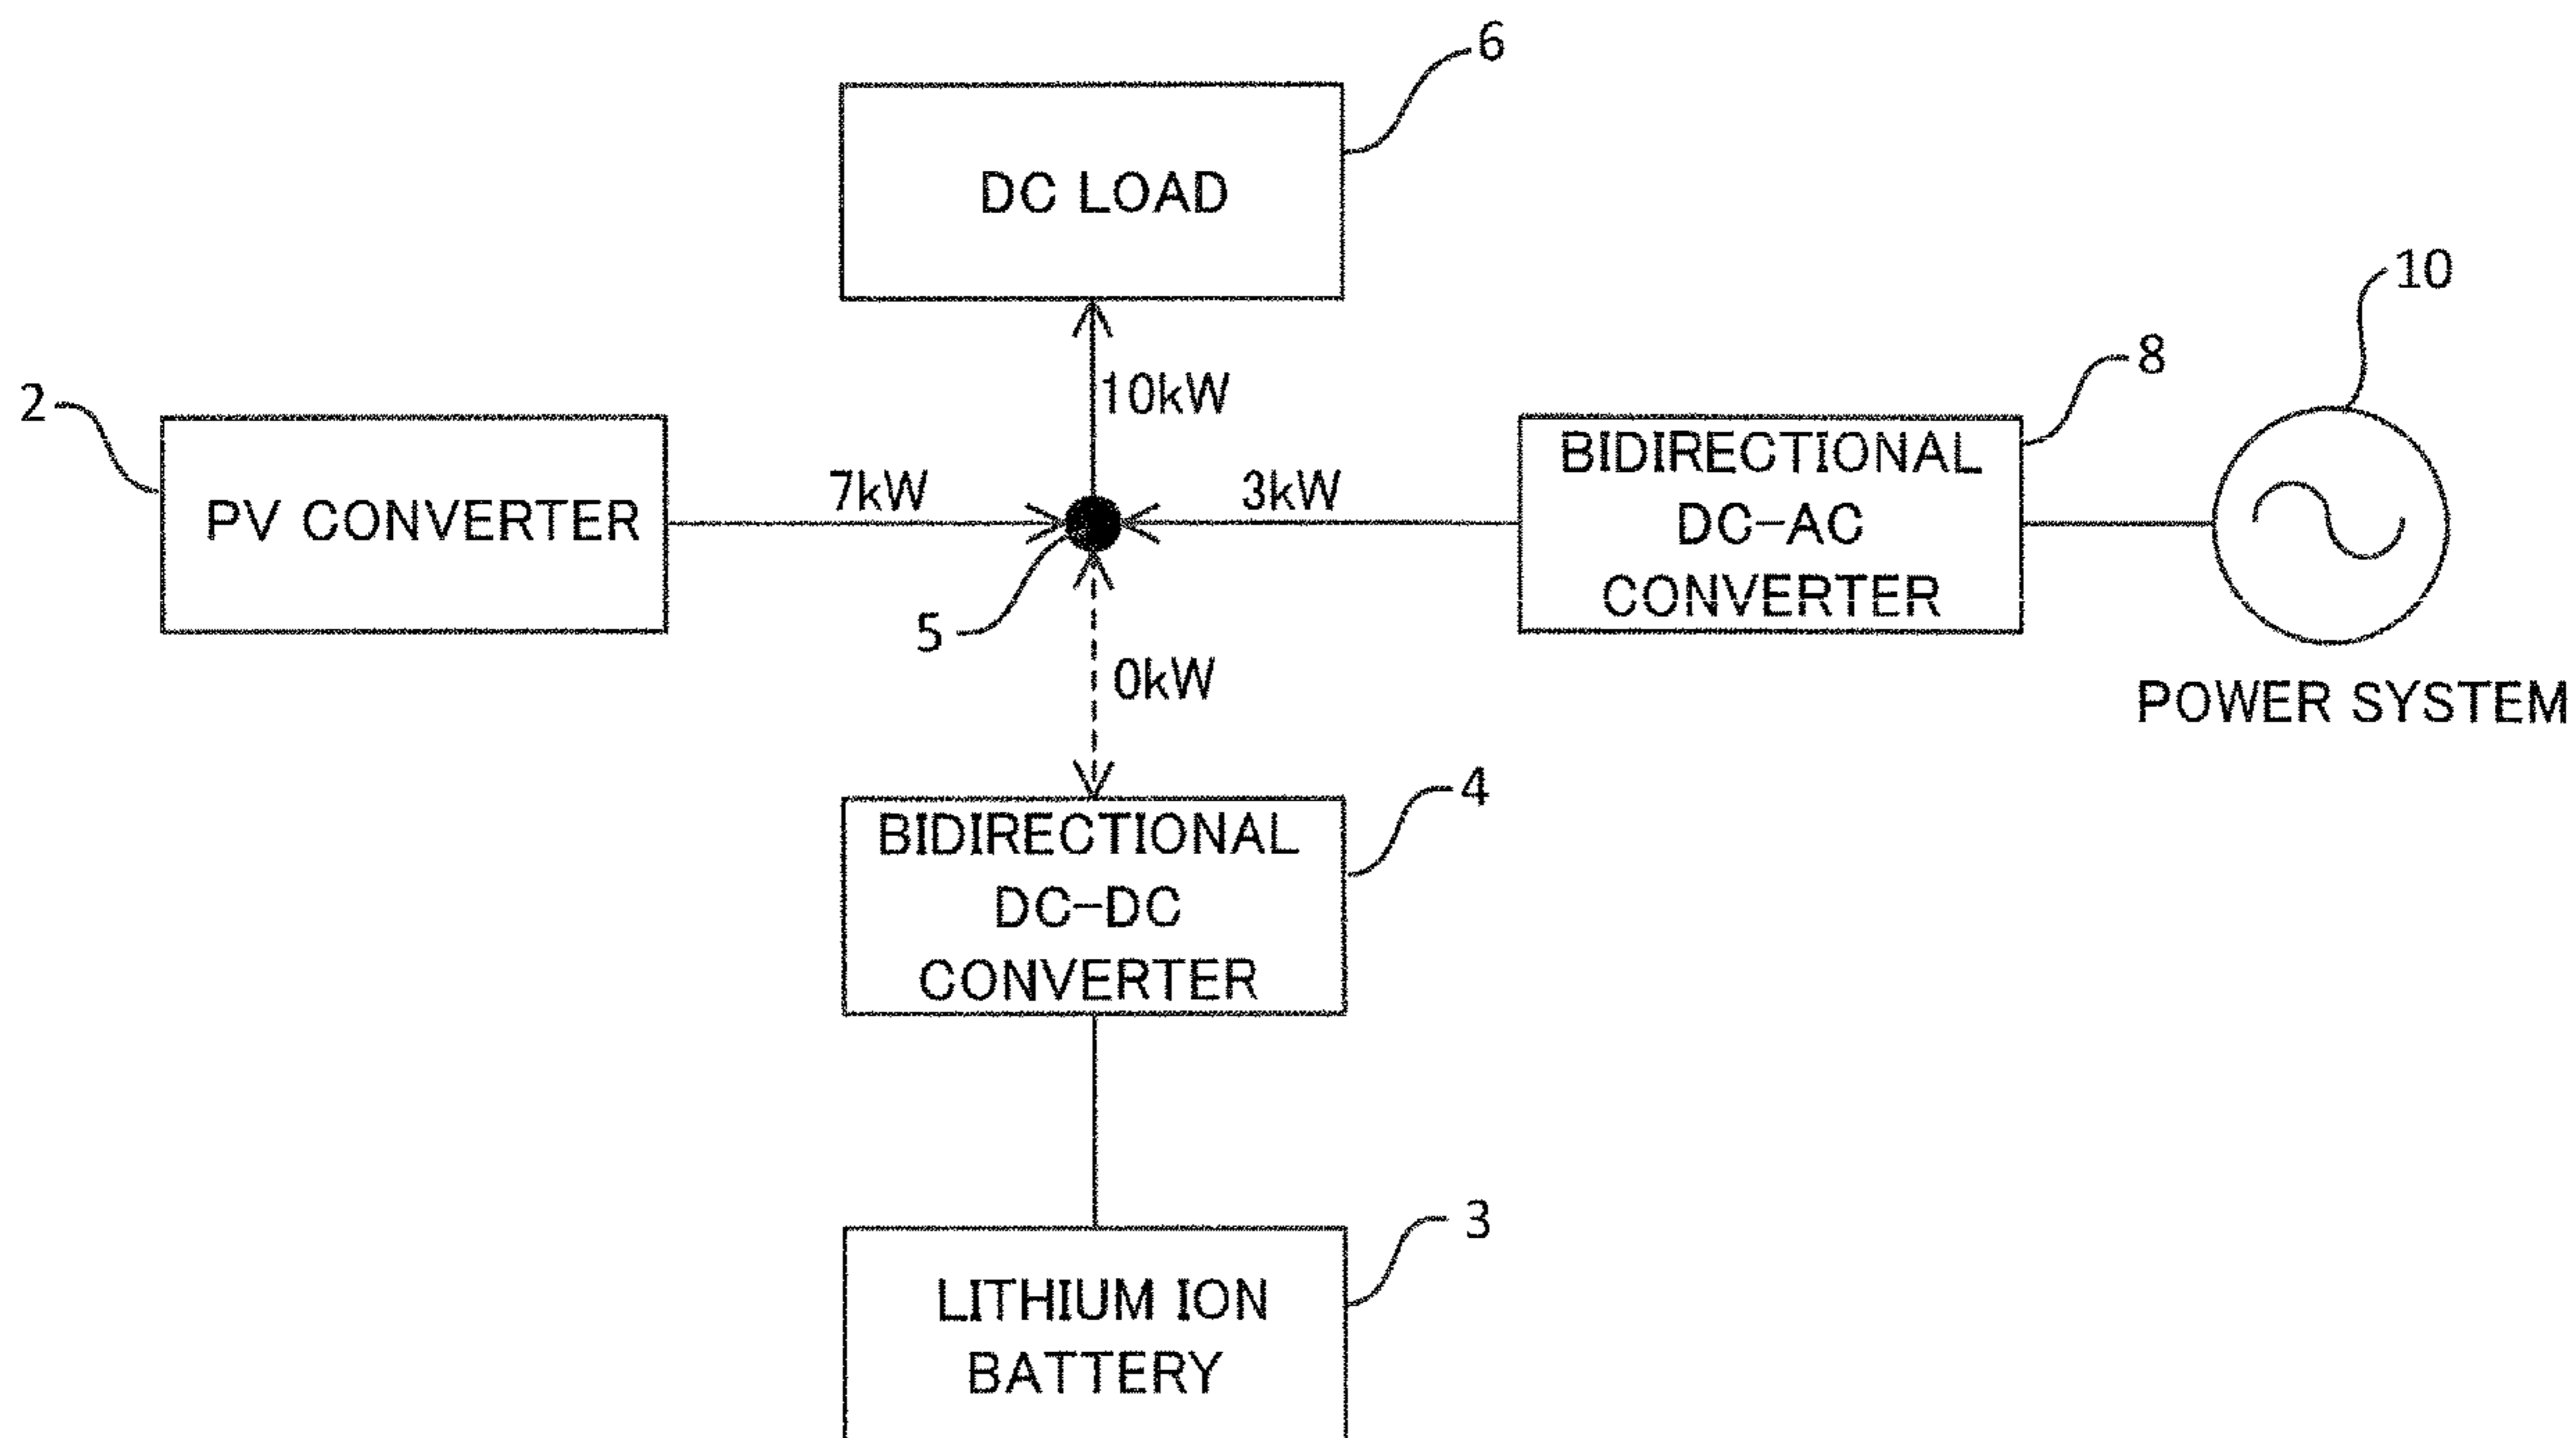 6
DC LOAD
10
10kW
8
2
PV CONVERTER
7kW
3kW
BIDIRECTIONAL
DC-AC
CONVERTER
5
0kW
POWER SYSTEM
4
BIDIRECTIONAL
DC-DC
CONVERTER
3
LITHIUM ION
BATTERY